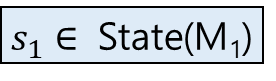 s₁ ∈ State(M₁)